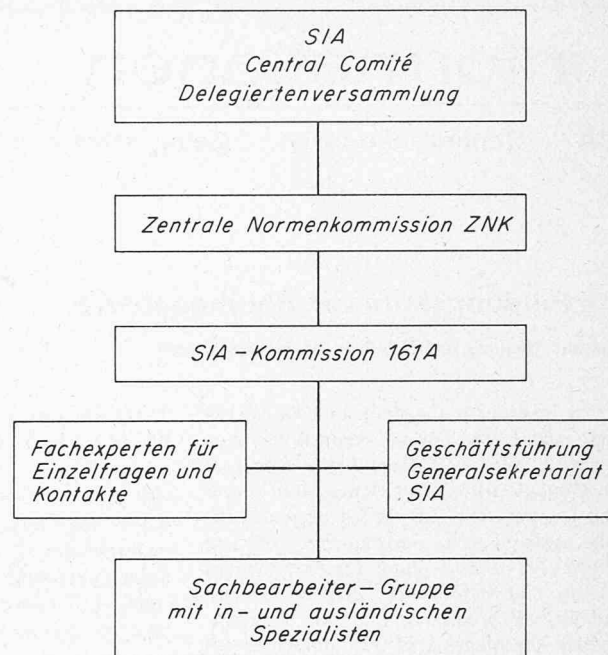 SIA
Central Comité
Delegiertenversammlung
Zentrale Normenkommission ZNK
SIA-Kommission 161A
Fachexperten für
Einzelfragen und
Kontakte
Geschäftsführung
Generalsekretariat
SIA
Sachbearbeiter-Gruppe
mit in- und ausländischen
Spezialisten